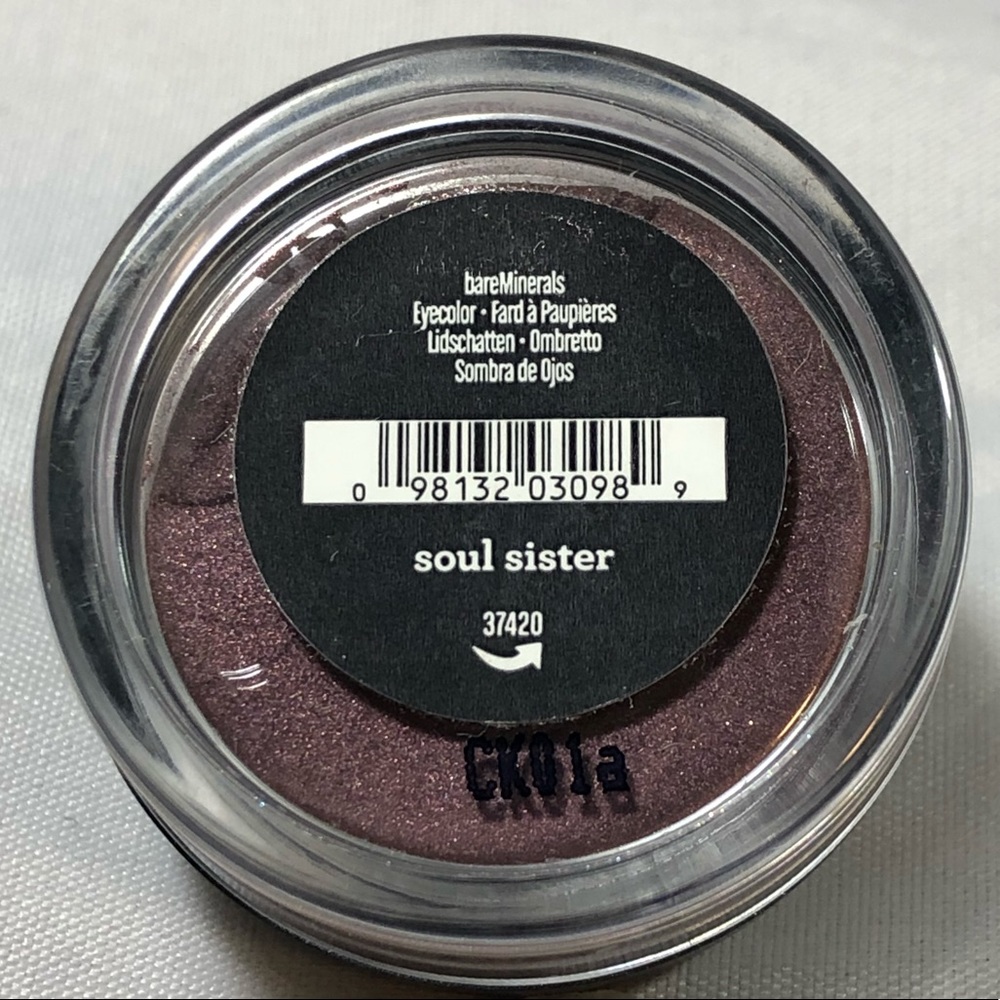 bareMinerals
Eyecolor • Fard à Paupières
Lidschatten • Ombretto
Sombra de Ojos
0 98132 03098 9
soul sister
37420
CK01a